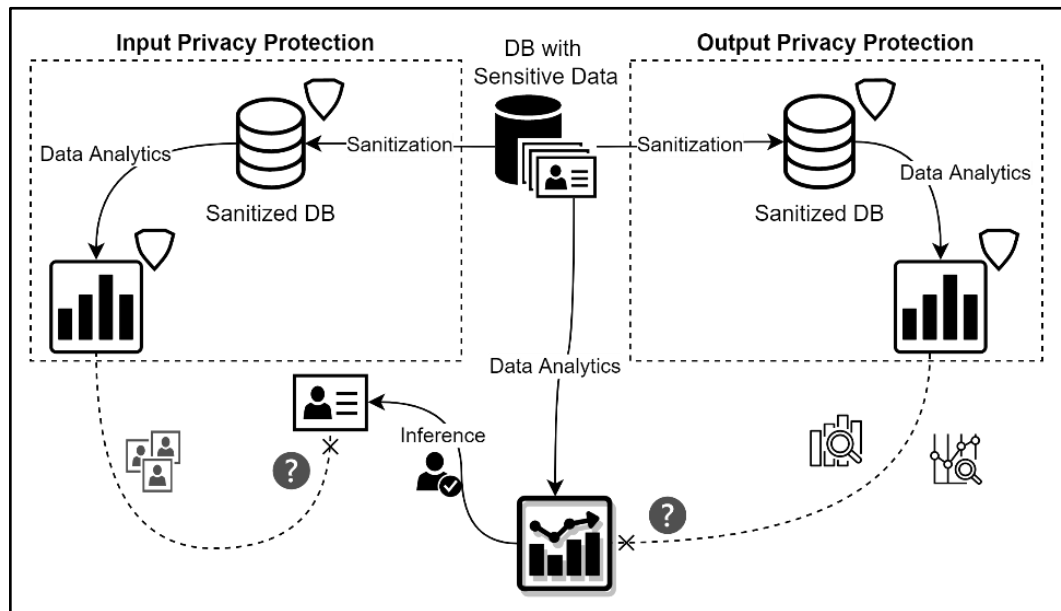 Input Privacy Protection
DB with
Sensitive Data
Output Privacy Protection
Data Analytics
Sanitization
Sanitization
Data Analytics
Sanitized DB
Sanitized DB
Data Analytics
Inference
?
?